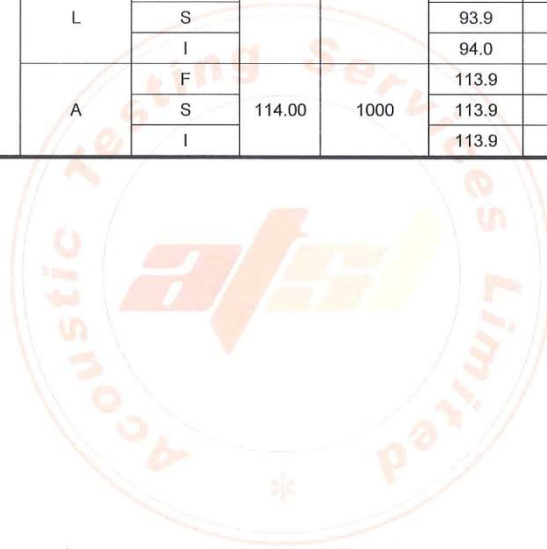 L S 93.9
I 94.0
F 113.9
A S 114.00 1000 113.9
I 113.9
Acoustic Testing Services Limited
atsl
*